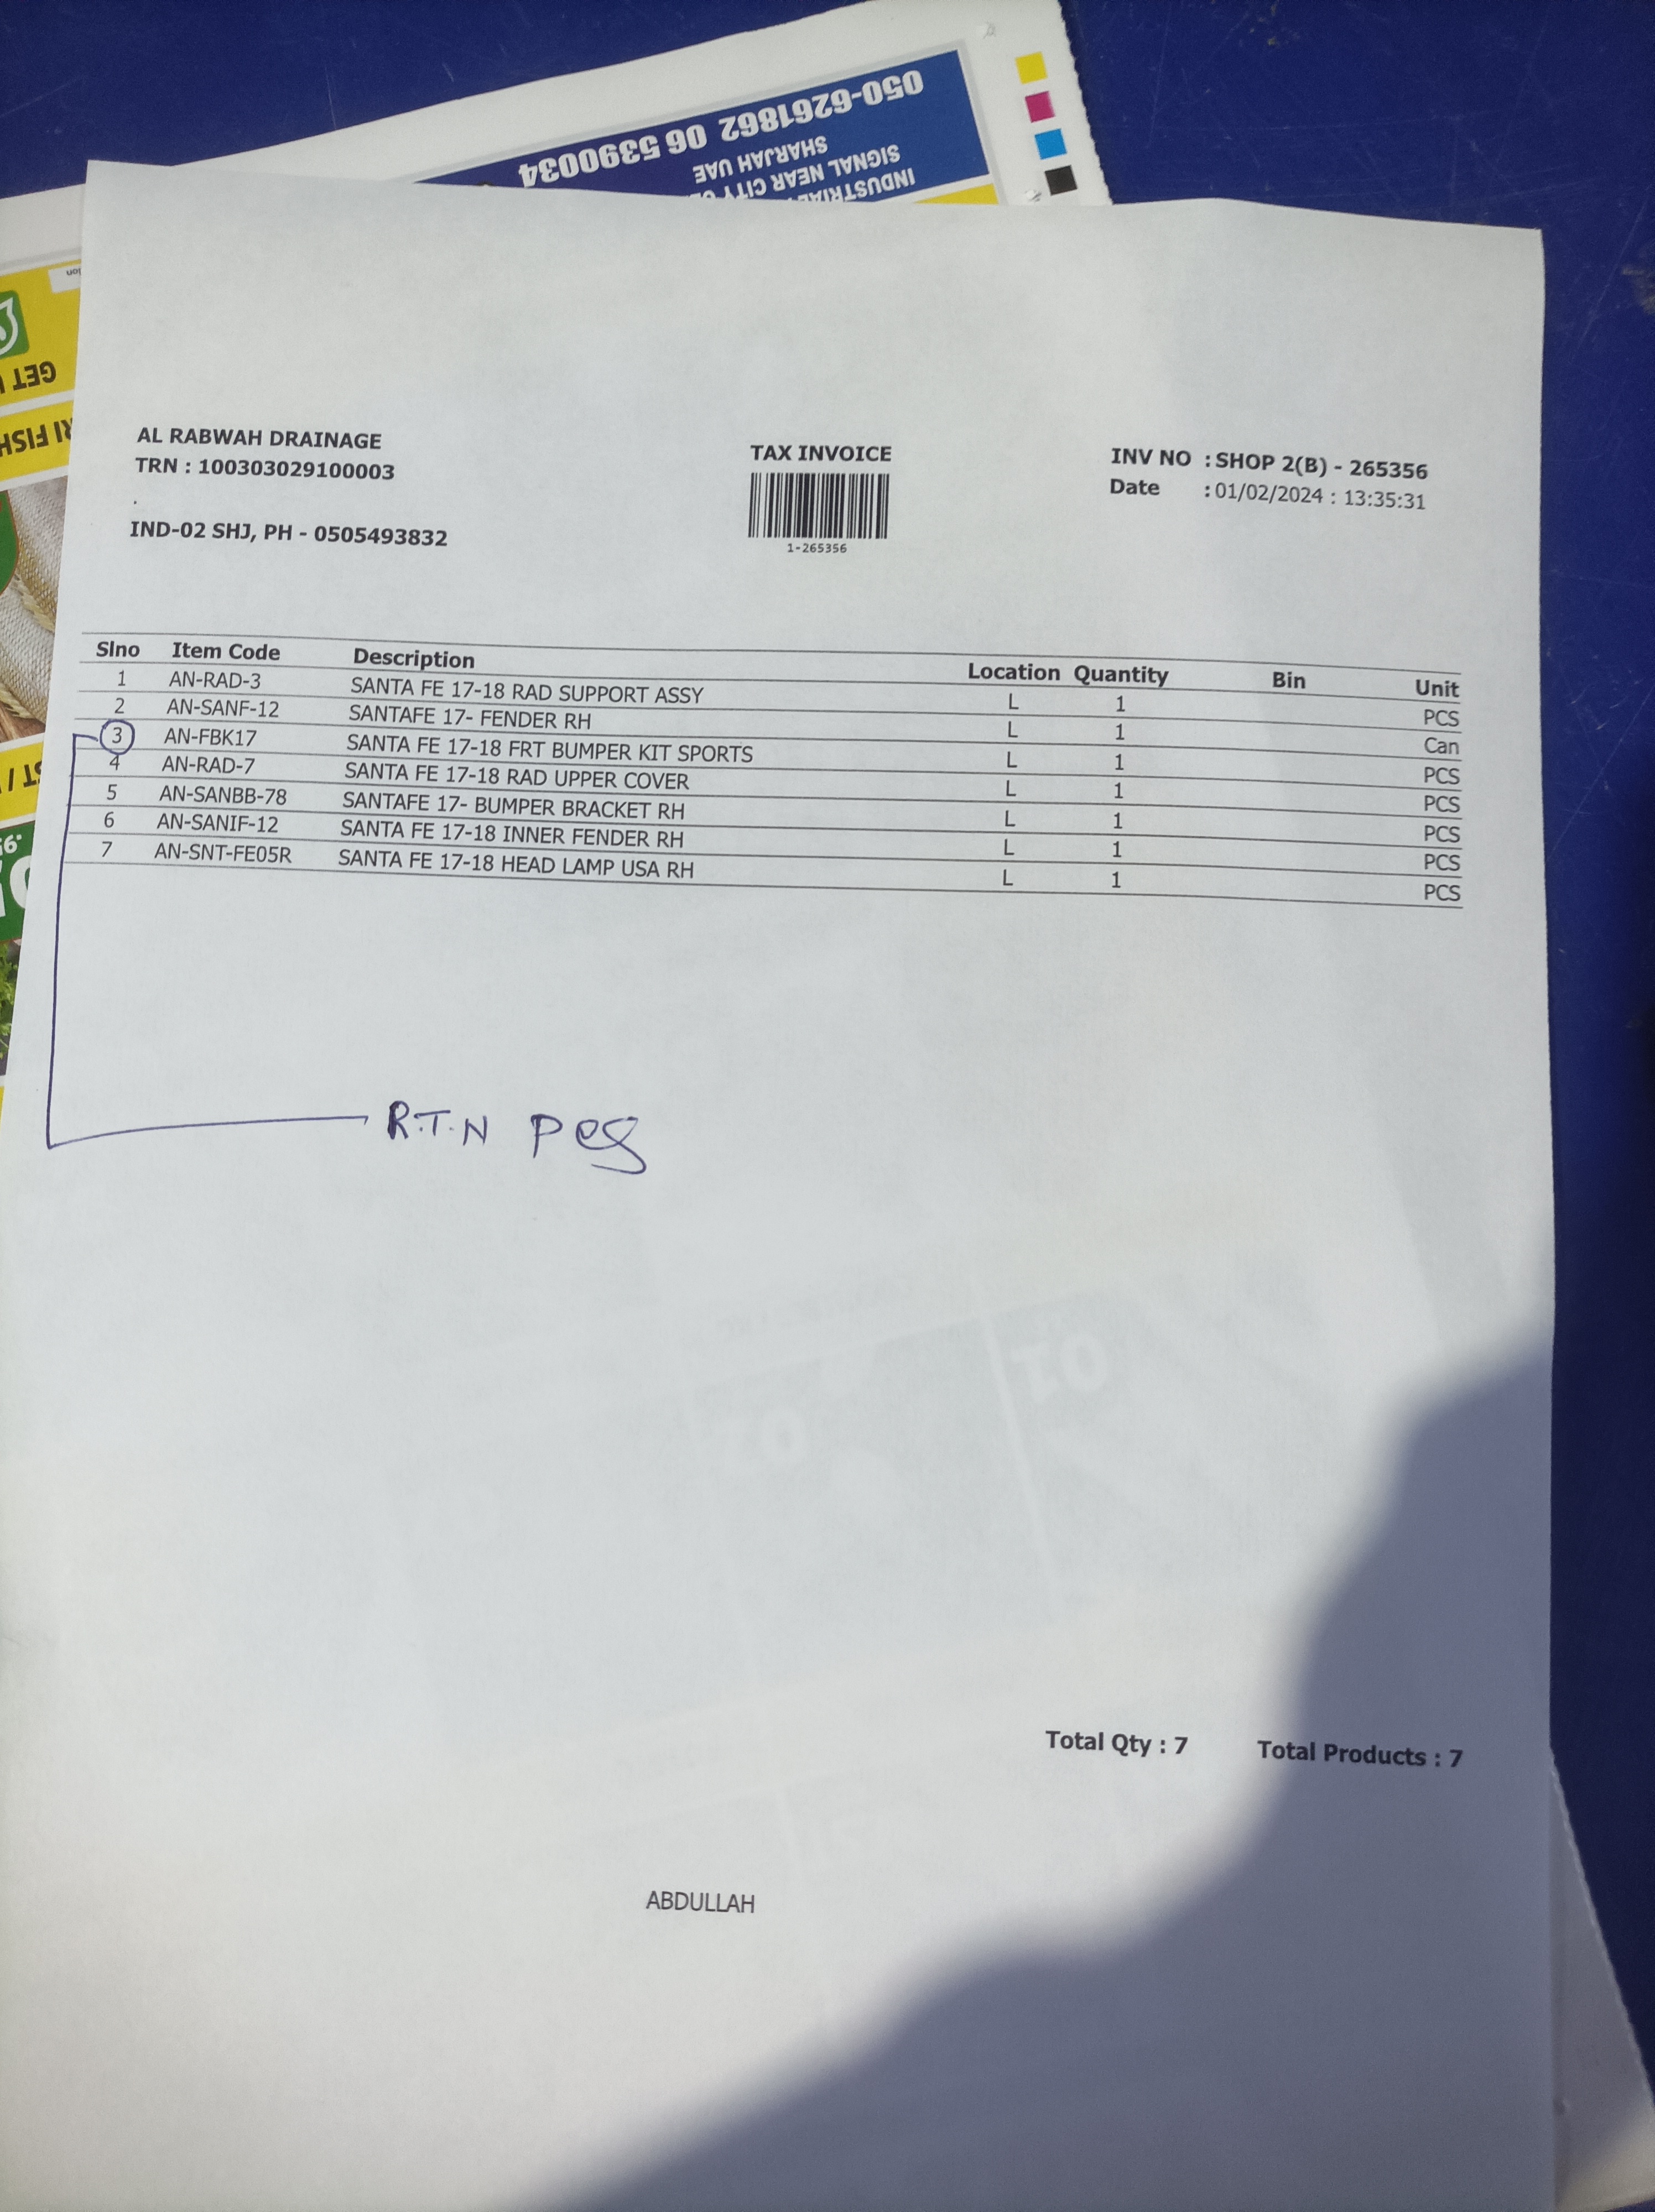 050-6261862 06 5390034
SHARJAH UAE
SIGNAL NEAR CITY
INDUSTRIAL
GET
FISH
AL RABWAH DRAINAGE
TRN : 100303029100003
.
IND-02 SHJ, PH - 0505493832
TAX INVOICE
1-265356
INV NO : SHOP 2(B) - 265356
Date : 01/02/2024 : 13:35:31
Slno Item Code Description Location Quantity Bin Unit
1 AN-RAD-3 SANTA FE 17-18 RAD SUPPORT ASSY L 1 PCS
2 AN-SANF-12 SANTAFE 17- FENDER RH L 1 Can
3 AN-FBK17 SANTA FE 17-18 FRT BUMPER KIT SPORTS L 1 PCS
4 AN-RAD-7 SANTA FE 17-18 RAD UPPER COVER L 1 PCS
5 AN-SANBB-78 SANTAFE 17- BUMPER BRACKET RH L 1 PCS
6 AN-SANIF-12 SANTA FE 17-18 INNER FENDER RH L 1 PCS
7 AN-SNT-FE05R SANTA FE 17-18 HEAD LAMP USA RH L 1 PCS
R.T.N Pcs
Total Qty : 7 Total Products : 7
ABDULLAH